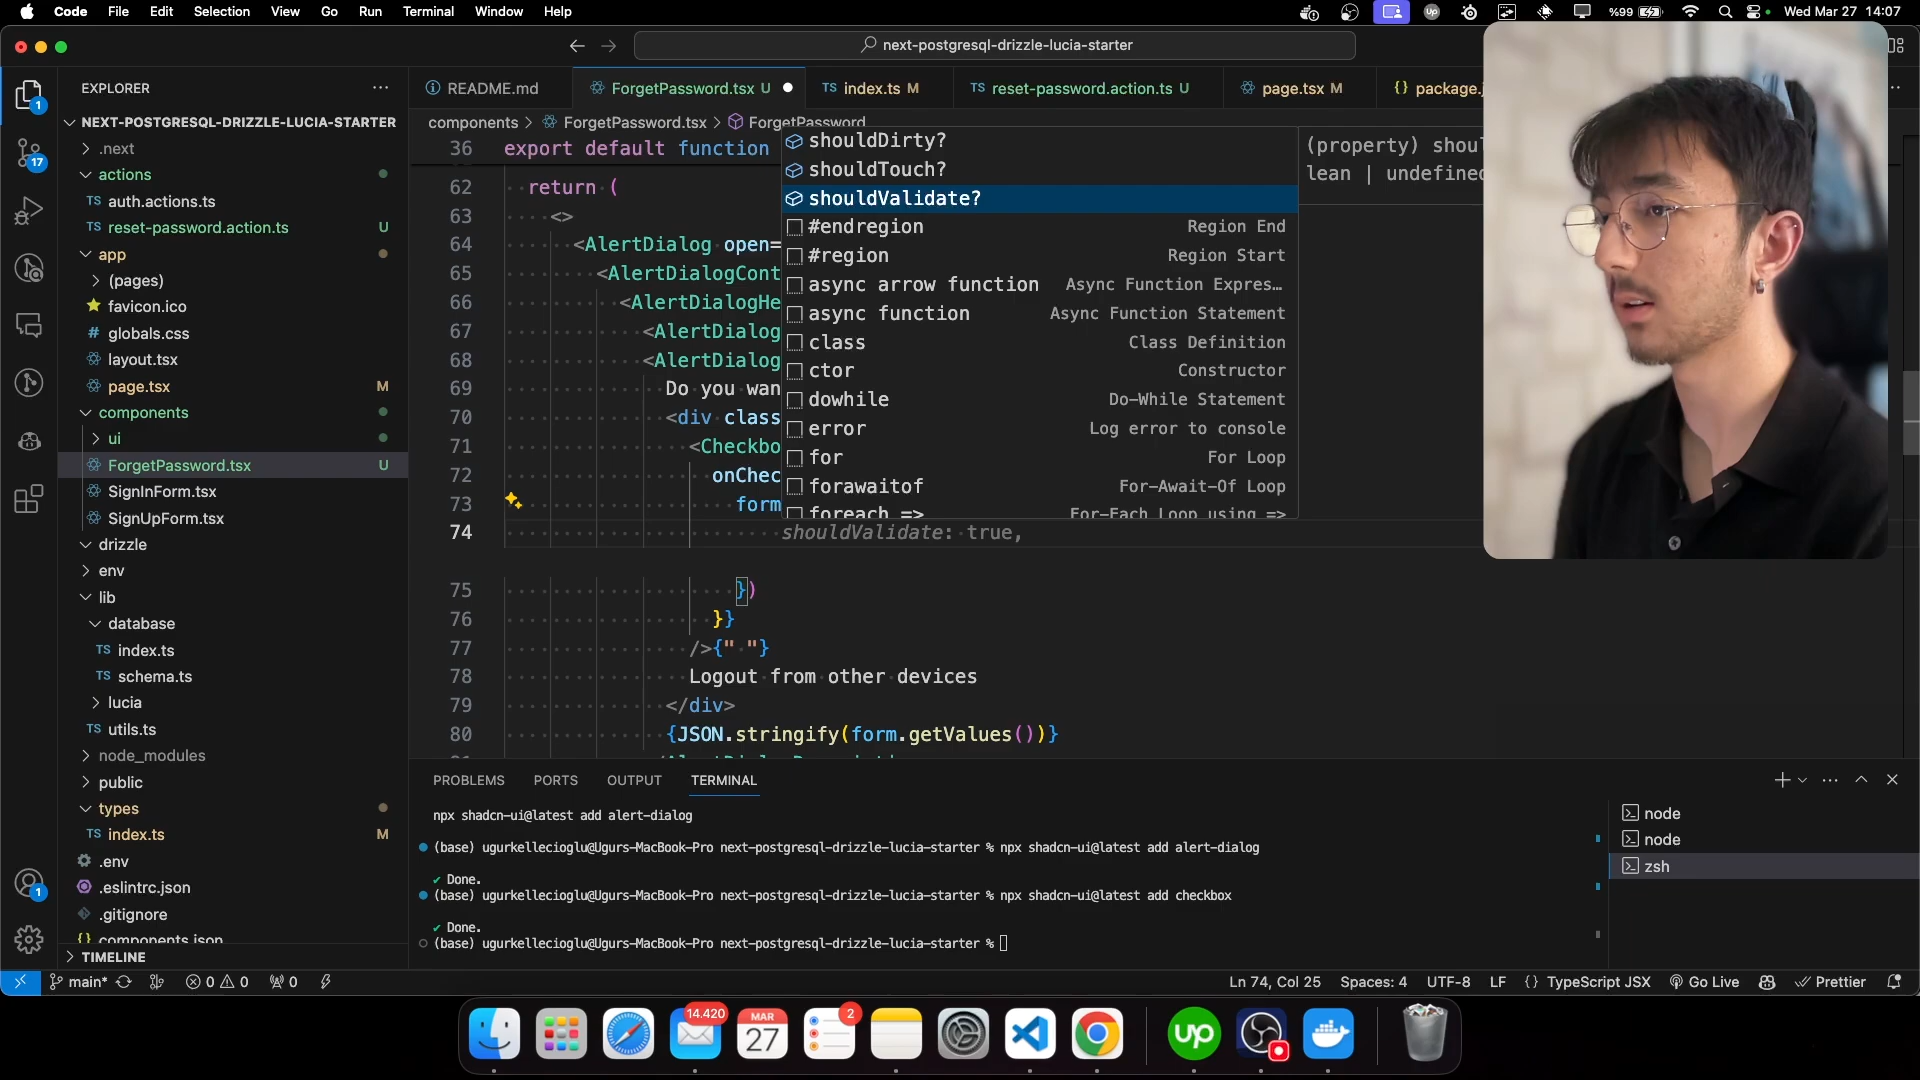 Code File Edit Selection View Go Run Terminal Window Help %99 Wed Mar 27 14:07
next-postgresql-drizzle-lucia-starter
EXPLORER
README.md
ForgetPassword.tsx U
index.ts M
reset-password.action.ts U
page.tsx M
package.j
components > ForgetPassword.tsx > ForgetPassword
NEXT-POSTGRESQL-DRIZZLE-LUCIA-STARTER
.next
actions
auth.actions.ts
reset-password.action.ts U
app
(pages)
favicon.ico
globals.css
layout.tsx
page.tsx M
components
ui
ForgetPassword.tsx U
SignInForm.tsx
SignUpForm.tsx
drizzle
env
lib
database
index.ts
schema.ts
lucia
utils.ts
node_modules
public
types
index.ts M
.env
.eslintrc.json
.gitignore
components.json
TIMELINE
1
17
1
36 export default function
62 return (
63 <>
64 <AlertDialog open=
65 <AlertDialogCont
66 <AlertDialogHe
67 <AlertDialog
68 <AlertDialog
69 Do you wan
70 <div class
71 <Checkbo
72 onChec
73 form
74 shouldValidate: true,
75 })
76 }}
77 />{" "}
78 Logout from other devices
79 </div>
80 {JSON.stringify(form.getValues())}
shouldDirty?
shouldTouch?
shouldValidate?
#endregion Region End
#region Region Start
async arrow function Async Function Expres…
async function Async Function Statement
class Class Definition
ctor Constructor
dowhile Do-While Statement
error Log error to console
for For Loop
forawaitof For-Await-Of Loop
foreach => For-Each Loop using =>
(property) shou
lean | undefined
PROBLEMS PORTS OUTPUT TERMINAL
npx shadcn-ui@latest add alert-dialog
(base) ugurkellecioglu@Ugurs-MacBook-Pro next-postgresql-drizzle-lucia-starter % npx shadcn-ui@latest add alert-dialog
✔ Done.
(base) ugurkellecioglu@Ugurs-MacBook-Pro next-postgresql-drizzle-lucia-starter % npx shadcn-ui@latest add checkbox
✔ Done.
(base) ugurkellecioglu@Ugurs-MacBook-Pro next-postgresql-drizzle-lucia-starter %
node
node
zsh
main* 0 0 0 Ln 74, Col 25 Spaces: 4 UTF-8 LF {} TypeScript JSX Go Live Prettier
14.420
MAR
27
2
up